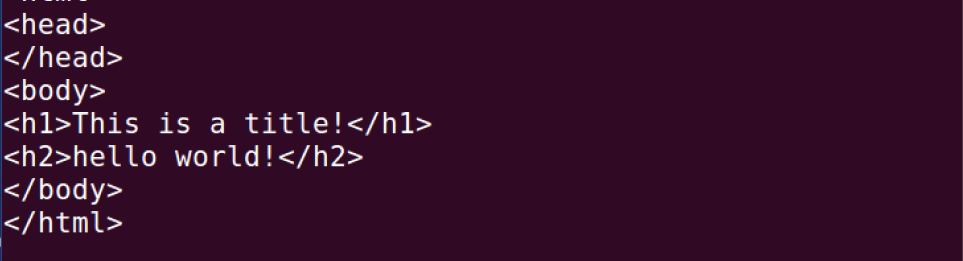 <head>
</head>
<body>
<h1>This is a title!</h1>
<h2>hello world!</h2>
</body>
</html>